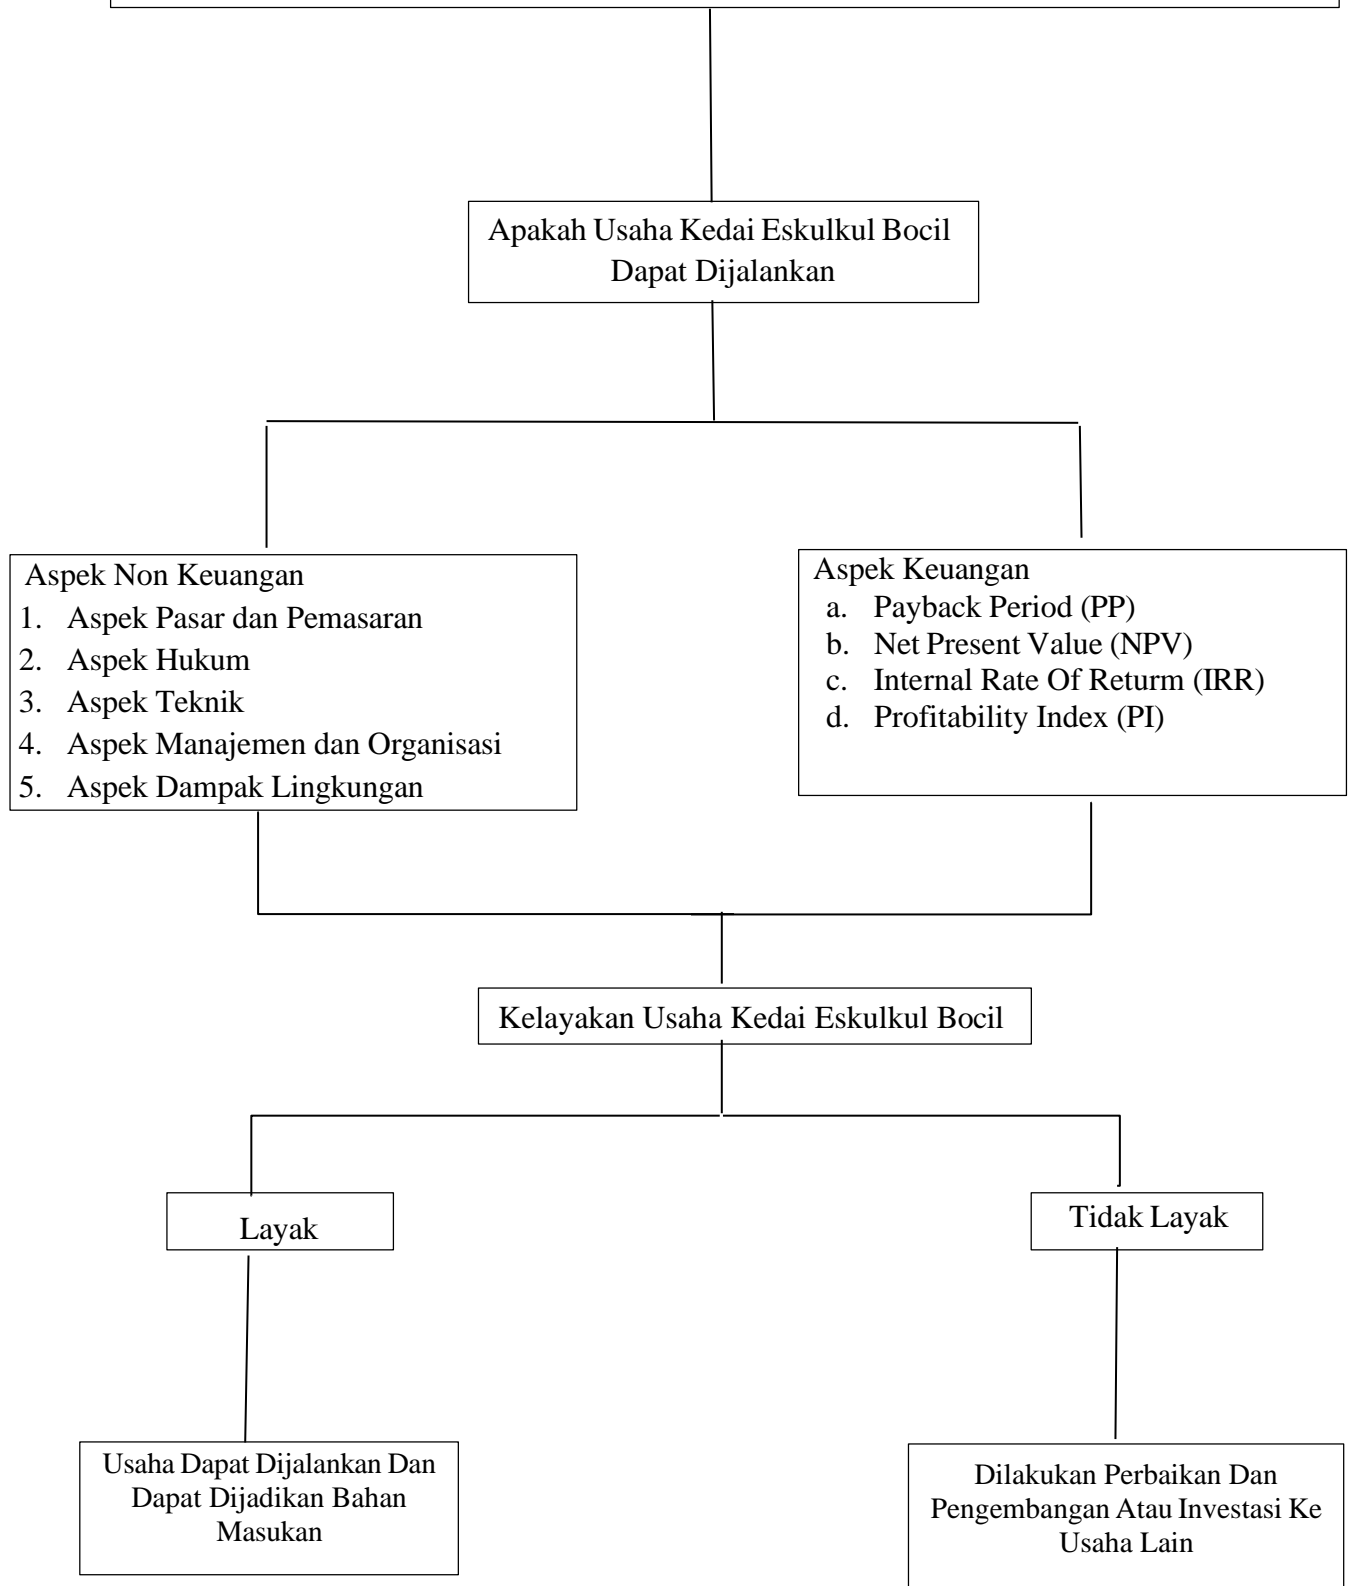 Apakah Usaha Kedai Eskulkul Bocil
Dapat Dijalankan
Aspek Non Keuangan
1. Aspek Pasar dan Pemasaran
2. Aspek Hukum
3. Aspek Teknik
4. Aspek Manajemen dan Organisasi
5. Aspek Dampak Lingkungan
Aspek Keuangan
a. Payback Period (PP)
b. Net Present Value (NPV)
c. Internal Rate Of Returm (IRR)
d. Profitability Index (PI)
Kelayakan Usaha Kedai Eskulkul Bocil
Layak
Tidak Layak
Usaha Dapat Dijalankan Dan
Dapat Dijadikan Bahan
Masukan
Dilakukan Perbaikan Dan
Pengembangan Atau Investasi Ke
Usaha Lain